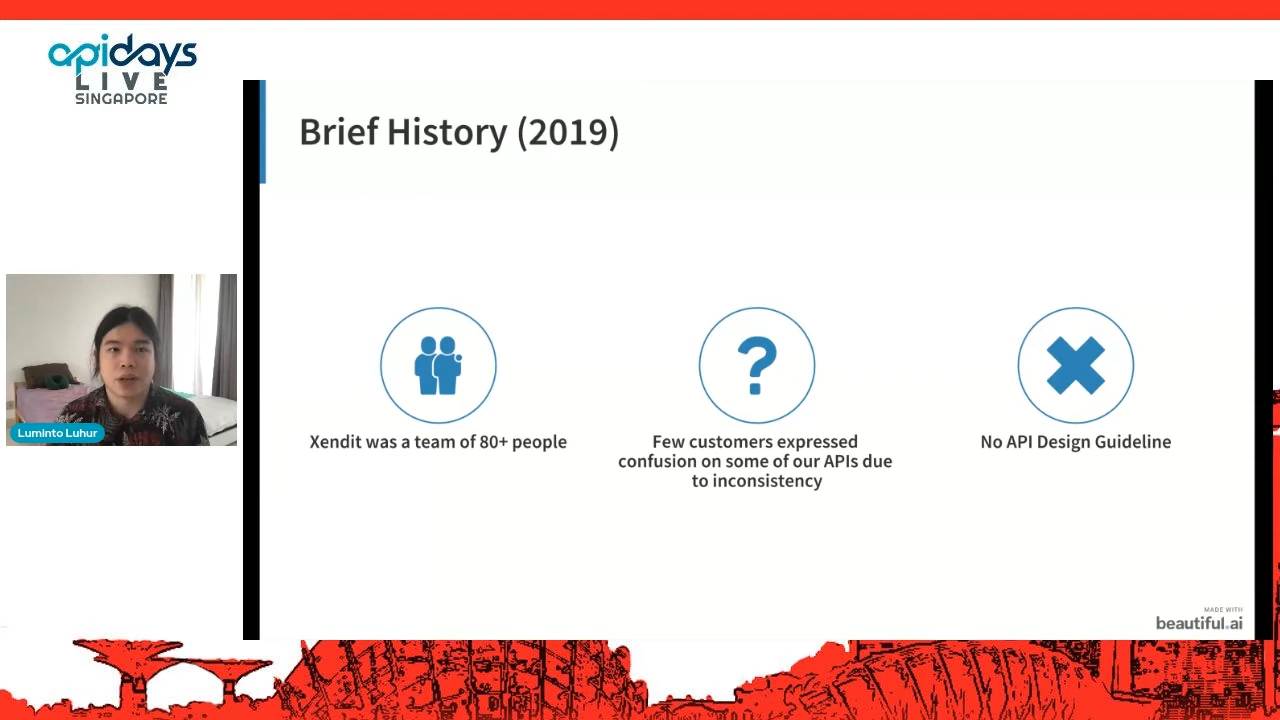 apidays
LIVE
SINGAPORE
Brief History (2019)
Luminto Luhur
Xendit was a team of 80+ people
Few customers expressed
confusion on some of our APIs due
to inconsistency
No API Design Guideline
MADE WITH
beautiful.ai